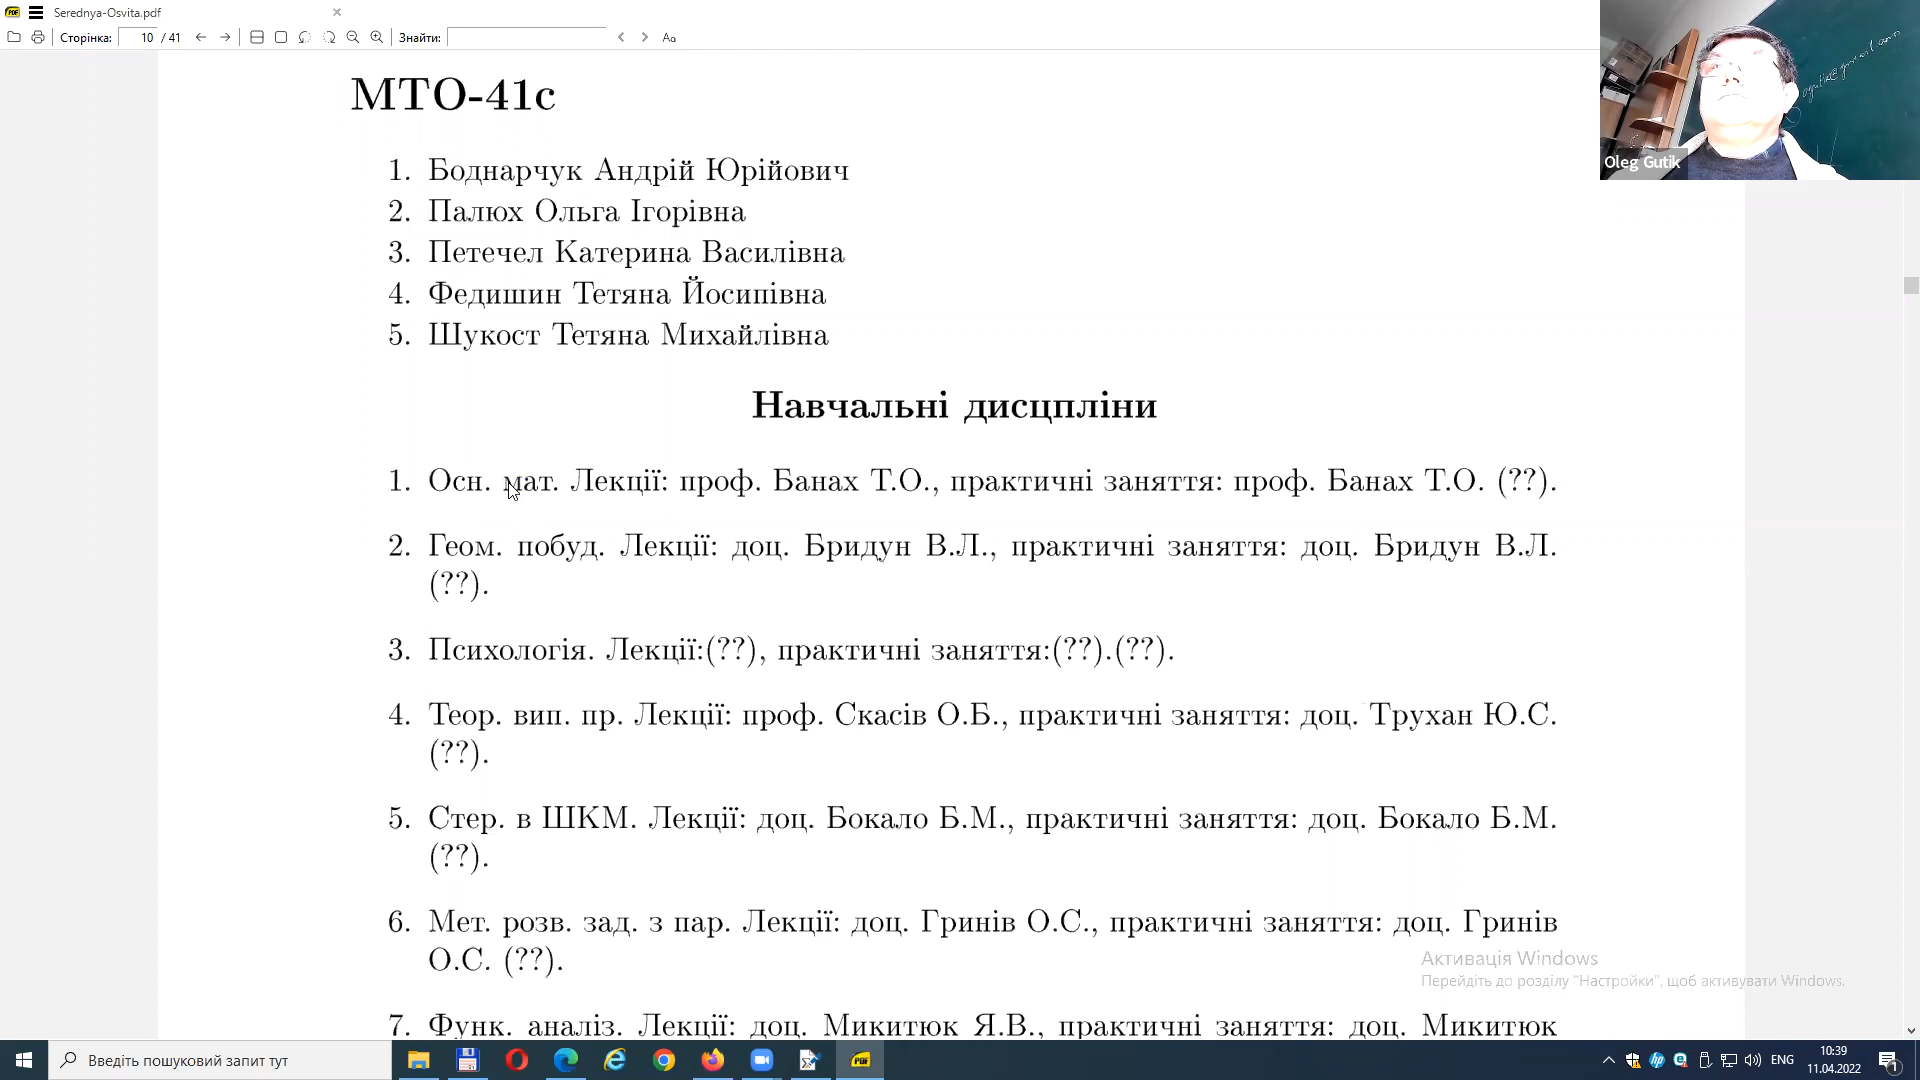 Serednya-Osvita.pdf
Сторінка: 10 / 41 Знайти: Aa
МТО-41с
1. Боднарчук Андрій Юрійович
2. Палюх Ольга Ігорівна
3. Петечел Катерина Василівна
4. Федишин Тетяна Йосипівна
5. Шукост Тетяна Михайлівна
Навчальні дисцпліни
1. Осн. мат. Лекції: проф. Банах Т.О., практичні заняття: проф. Банах Т.О. (??).
2. Геом. побуд. Лекції: доц. Бридун В.Л., практичні заняття: доц. Бридун В.Л.
(??).
3. Психологія. Лекції:(??), практичні заняття:(??).(??).
4. Теор. вип. пр. Лекції: проф. Скасів О.Б., практичні заняття: доц. Трухан Ю.С.
(??).
5. Стер. в ШКМ. Лекції: доц. Бокало Б.М., практичні заняття: доц. Бокало Б.М.
(??).
6. Мет. розв. зад. з пар. Лекції: доц. Гринів О.С., практичні заняття: доц. Гринів
О.С. (??).
7. Функ. аналіз. Лекції: доц. Микитюк Я.В., практичні заняття: доц. Микитюк
Oleg Gutik
Активація Windows
Перейдіть до розділу "Настройки", щоб активувати Windows.
Введіть пошуковий запит тут
PDF
ENG
10:39
11.04.2022
1